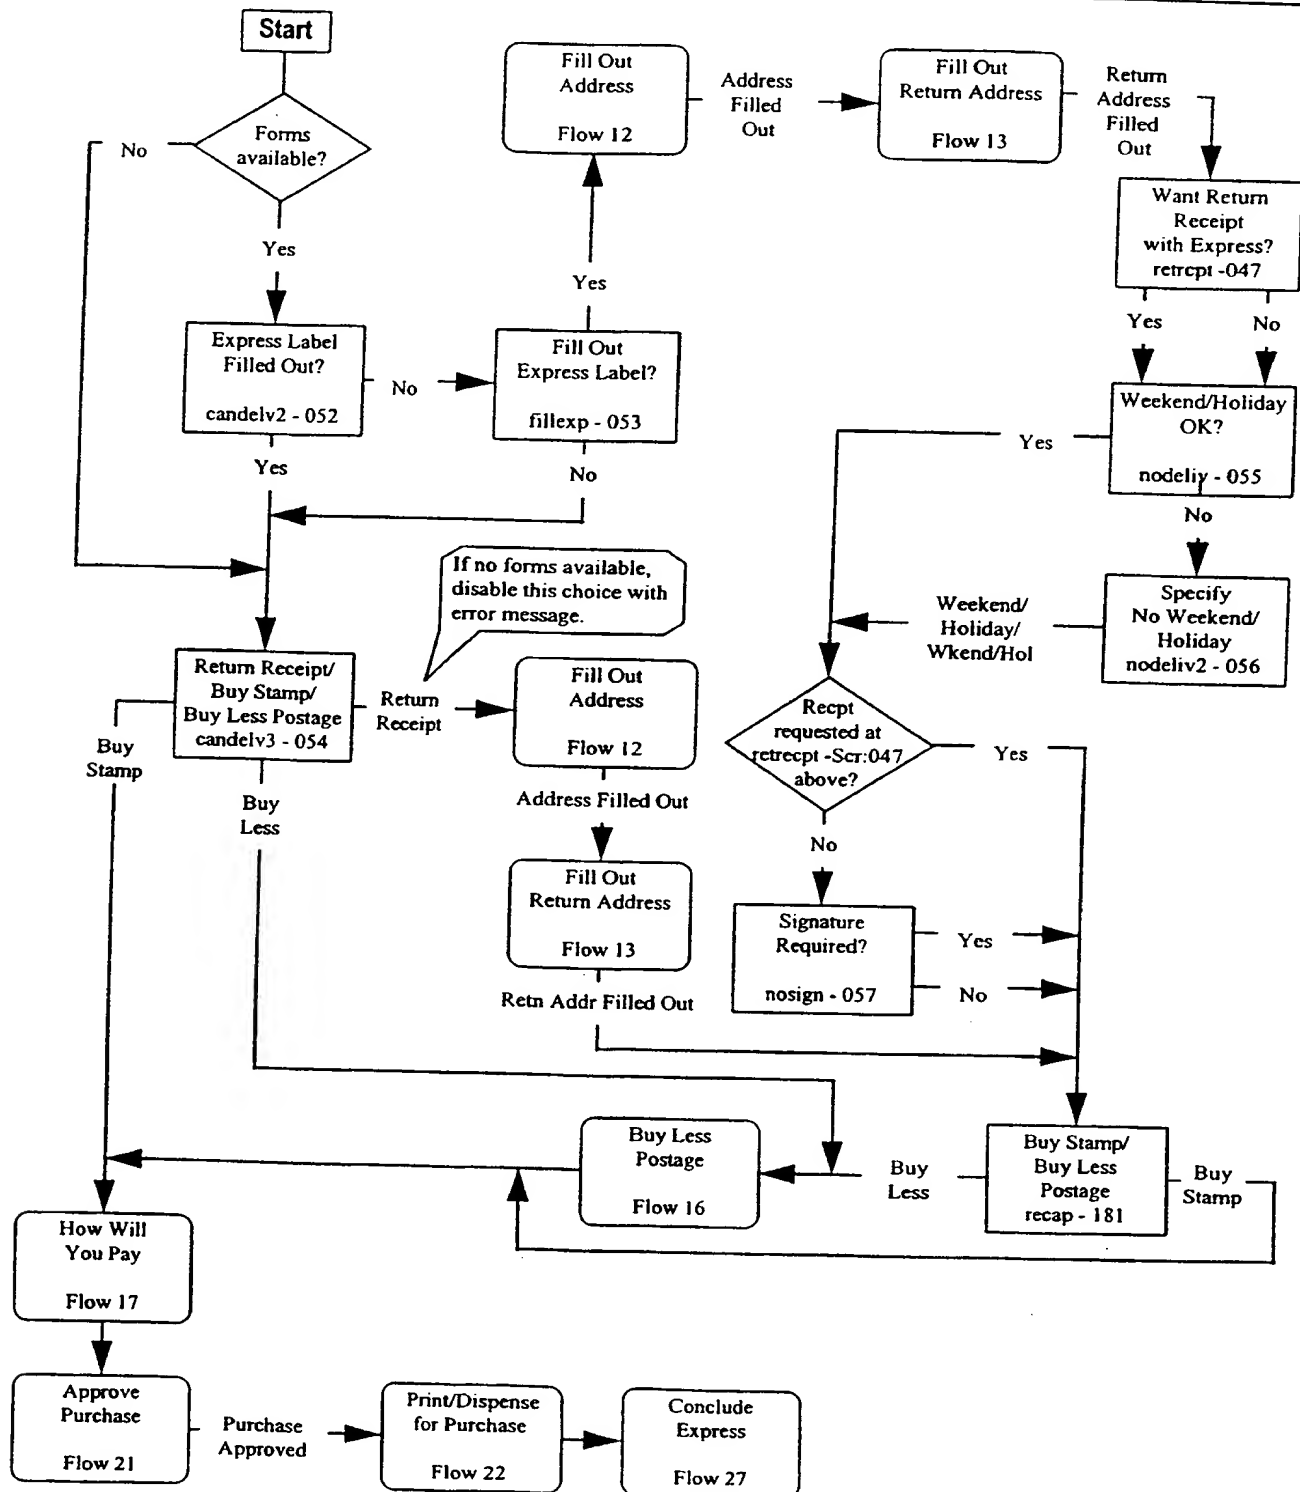 Start
Forms
available?
No
Yes
Express Label
Filled Out?
candelv2 - 052
No
Yes
Fill Out
Express Label?
fillexp - 053
Yes
No
Fill Out
Address
Flow 12
Address
Filled
Out
Fill Out
Return Address
Flow 13
Return
Address
Filled
Out
Want Return
Receipt
with Express?
retrcpt -047
Yes
No
Weekend/Holiday
OK?
nodeliv - 055
Yes
No
Specify
No Weekend/
Holiday
nodeliv2 - 056
Weekend/
Holiday/
Wkend/Hol
If no forms available,
disable this choice with
error message.
Return Receipt/
Buy Stamp/
Buy Less Postage
candelv3 - 054
Return
Receipt
Buy
Stamp
Buy
Less
Fill Out
Address
Flow 12
Address Filled Out
Fill Out
Return Address
Flow 13
Retn Addr Filled Out
Recpt
requested at
retrecpt -Scr:047
above?
Yes
No
Signature
Required?
nosign - 057
Yes
No
Buy Stamp/
Buy Less
Postage
recap - 181
Buy
Less
Buy
Stamp
Buy Less
Postage
Flow 16
How Will
You Pay
Flow 17
Approve
Purchase
Flow 21
Purchase
Approved
Print/Dispense
for Purchase
Flow 22
Conclude
Express
Flow 27